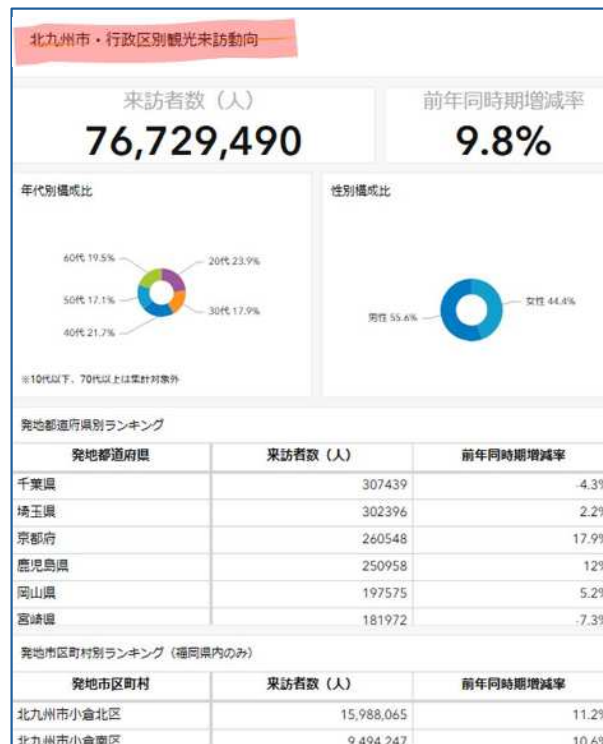 北九州市・行政区別観光来訪動向
来訪者数（人）
76,729,490
前年同時期増減率
9.8%
年代別構成比
60代 19.5%
20代 23.9%
50代 17.1%
30代 17.9%
40代 21.7%
※10代以下、70代以上は集計対象外
性別構成比
女性 44.4%
男性 55.6%
発地都道府県別ランキング
発地都道府県 来訪者数（人） 前年同時期増減率
千葉県 307439 -4.3%
埼玉県 302396 2.2%
京都府 260548 17.9%
鹿児島県 250958 12%
岡山県 197575 5.2%
宮崎県 181972 -7.3%
発地市区町村別ランキング（福岡県内のみ）
発地市区町村 来訪者数（人） 前年同時期増減率
北九州市小倉北区 15,988,065 11.2%
北九州市小倉南区 9,494,247 10.6%